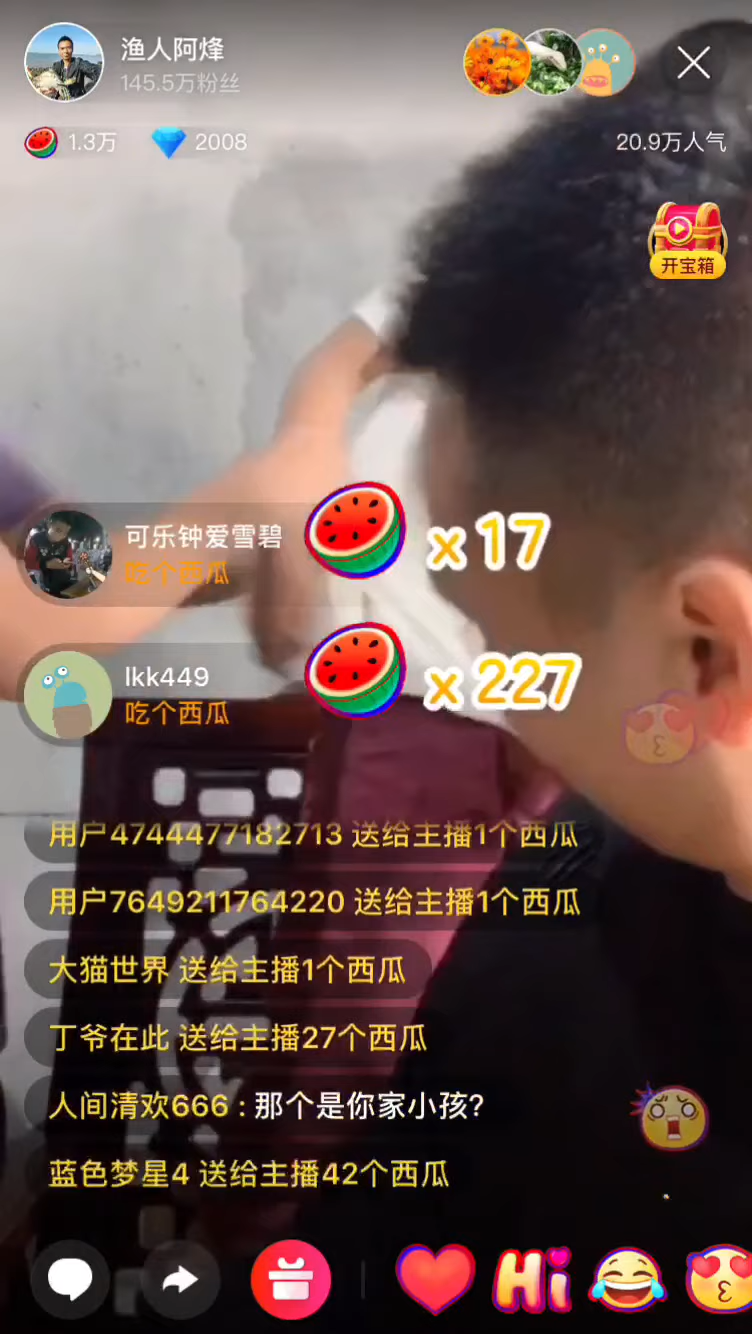 渔人阿烽
145.5万粉丝
1.3万
2008
20.9万人气
开宝箱
可乐钟爱雪碧
吃个西瓜
x17
lkk449
吃个西瓜
x227
用户4744477182713 送给主播1个西瓜
用户7649211764220 送给主播1个西瓜
大猫世界 送给主播1个西瓜
丁爷在此 送给主播27个西瓜
人间清欢666 : 那个是你家小孩?
蓝色梦星4 送给主播42个西瓜
Hi